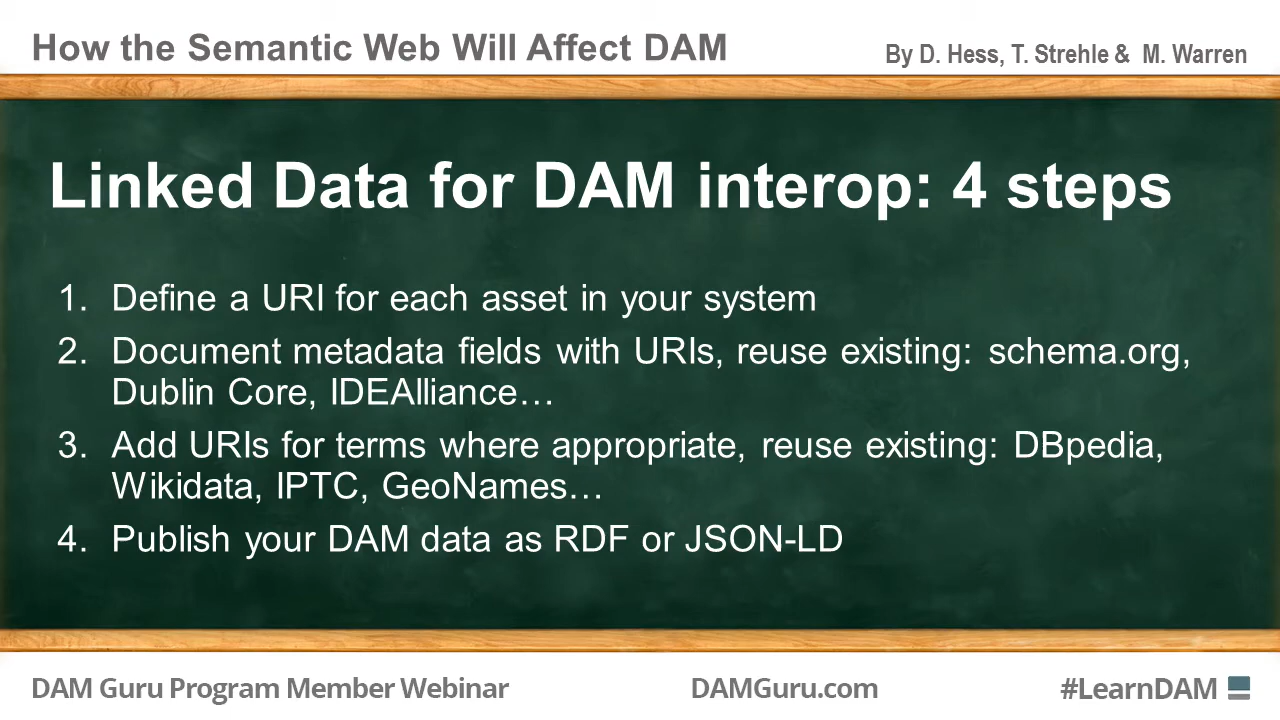 How the Semantic Web Will Affect DAM
By D. Hess, T. Strehle & M. Warren
Linked Data for DAM interop: 4 steps
1. Define a URI for each asset in your system
2. Document metadata fields with URIs, reuse existing: schema.org,
Dublin Core, IDEAlliance…
3. Add URIs for terms where appropriate, reuse existing: DBpedia,
Wikidata, IPTC, GeoNames…
4. Publish your DAM data as RDF or JSON-LD
DAM Guru Program Member Webinar
DAMGuru.com
#LearnDAM